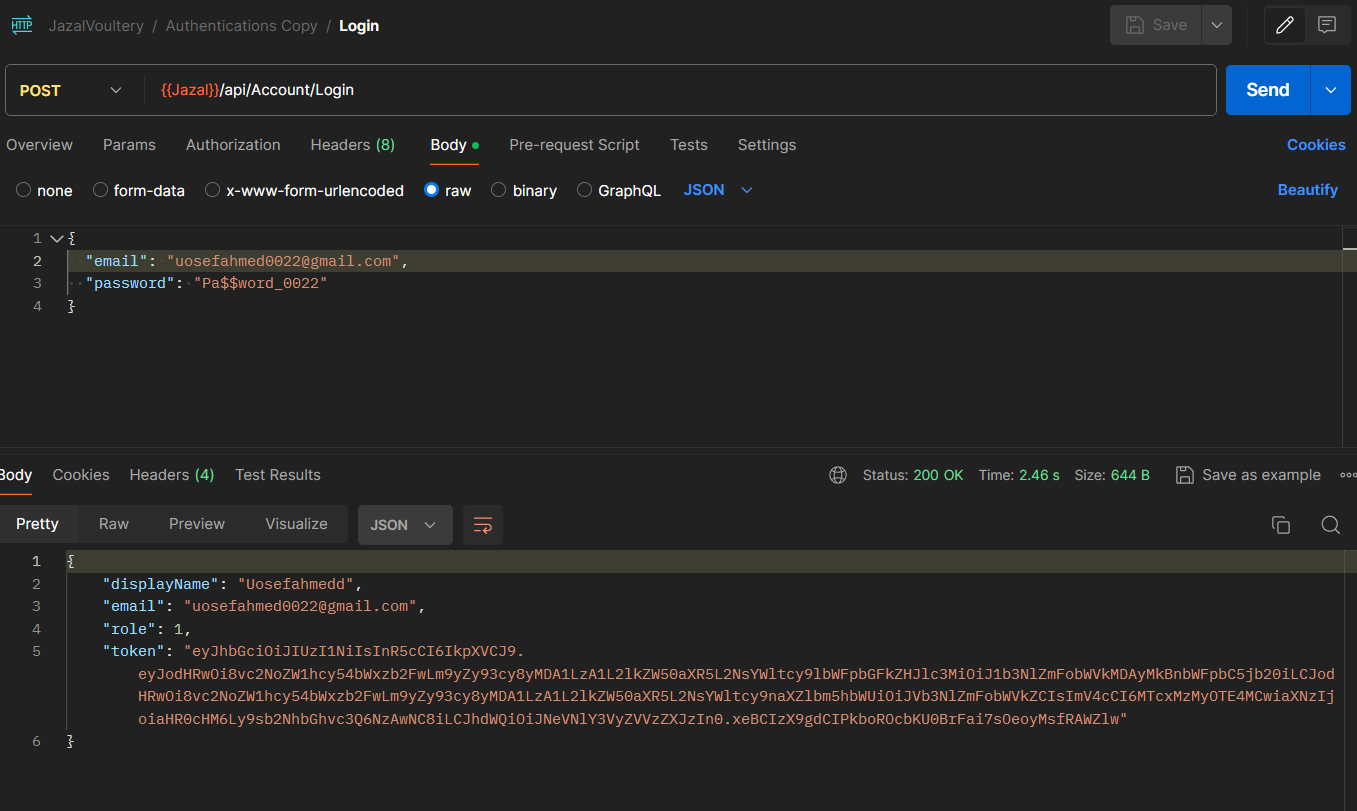 HTTP JazalVoultery / Authentications Copy / Login Save
POST {{Jazal}}/api/Account/Login Send
Overview Params Authorization Headers (8) Body Pre-request Script Tests Settings Cookies
none form-data x-www-form-urlencoded raw binary GraphQL JSON Beautify
1 {
2 "email": "uosefahmed0022@gmail.com",
3 "password": "Pa$$word_0022"
4 }
Body Cookies Headers (4) Test Results Status: 200 OK Time: 2.46 s Size: 644 B Save as example
Pretty Raw Preview Visualize JSON
1 {
2 "displayName": "Uosefahmedd",
3 "email": "uosefahmed0022@gmail.com",
4 "role": 1,
5 "token": "eyJhbGciOiJIUzI1NiIsInR5cCI6IkpXVCJ9.
eyJodHRwOi8vc2NoZW1hcy54bWxzb2FwLm9yZy93cy8yMDA1LzA1L2lkZW50aXR5L2NsYWltcy9lbWFpbGFkZHJlc3MiOiJ1b3NlZmFobWVkMDAyMkBnbWFpbC5jb20iLCJod
HRwOi8vc2NoZW1hcy54bWxzb2FwLm9yZy93cy8yMDA1LzA1L2lkZW50aXR5L2NsYWltcy9naXZlbm5hbWUiOiJVb3NlZmFobWVkZCIsImV4cCI6MTcxMzMyOTE4MCwiaXNzIj
oiaHR0cHM6Ly9sb2NhbGhvc3Q6NzAwNC8iLCJhdWQiOiJNeVNlY3VyZVVzZXJzIn0.xeBCIzX9gdCIPkboROcbKU0BrFai7sOeoyMsfRAWZlw"
6 }